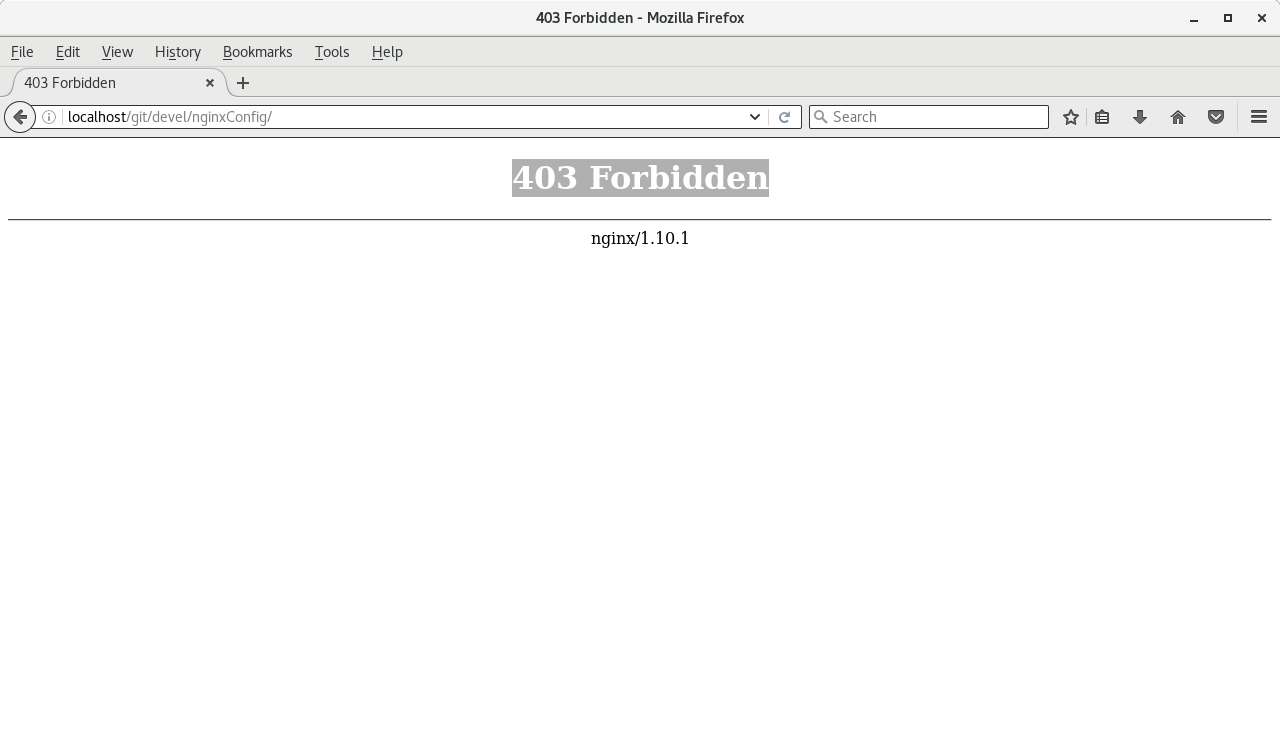 403 Forbidden - Mozilla Firefox
File Edit View History Bookmarks Tools Help
403 Forbidden
localhost/git/devel/nginxConfig/ Search
403 Forbidden
nginx/1.10.1